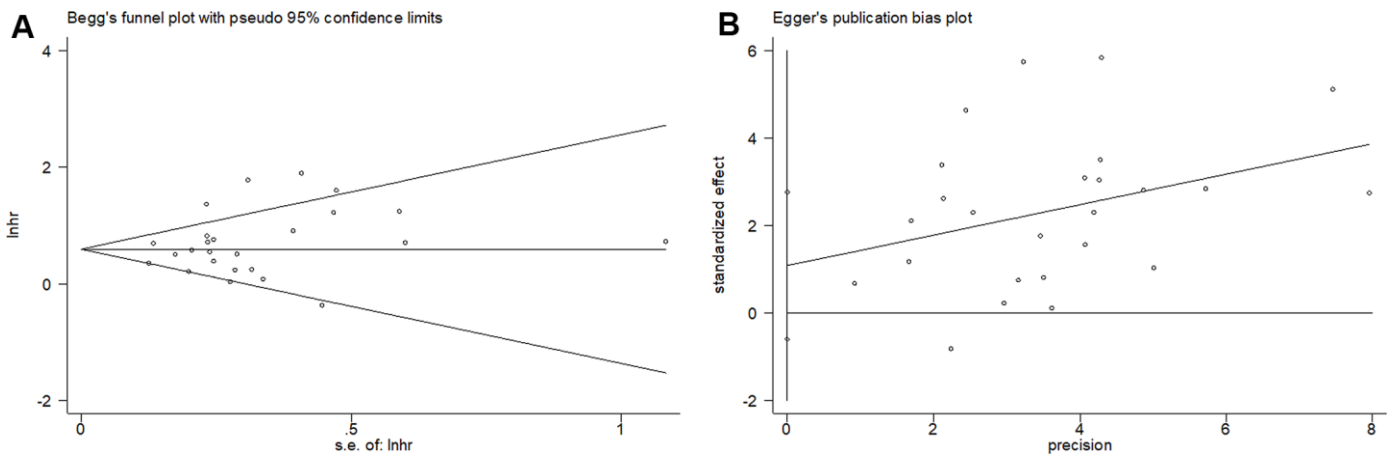 A
Begg's funnel plot with pseudo 95% confidence limits
4
2
0
-2
lnhr
0
.5
1
s.e. of: lnhr
B
Egger's publication bias plot
6
4
2
0
-2
standardized effect
0
2
4
6
8
precision